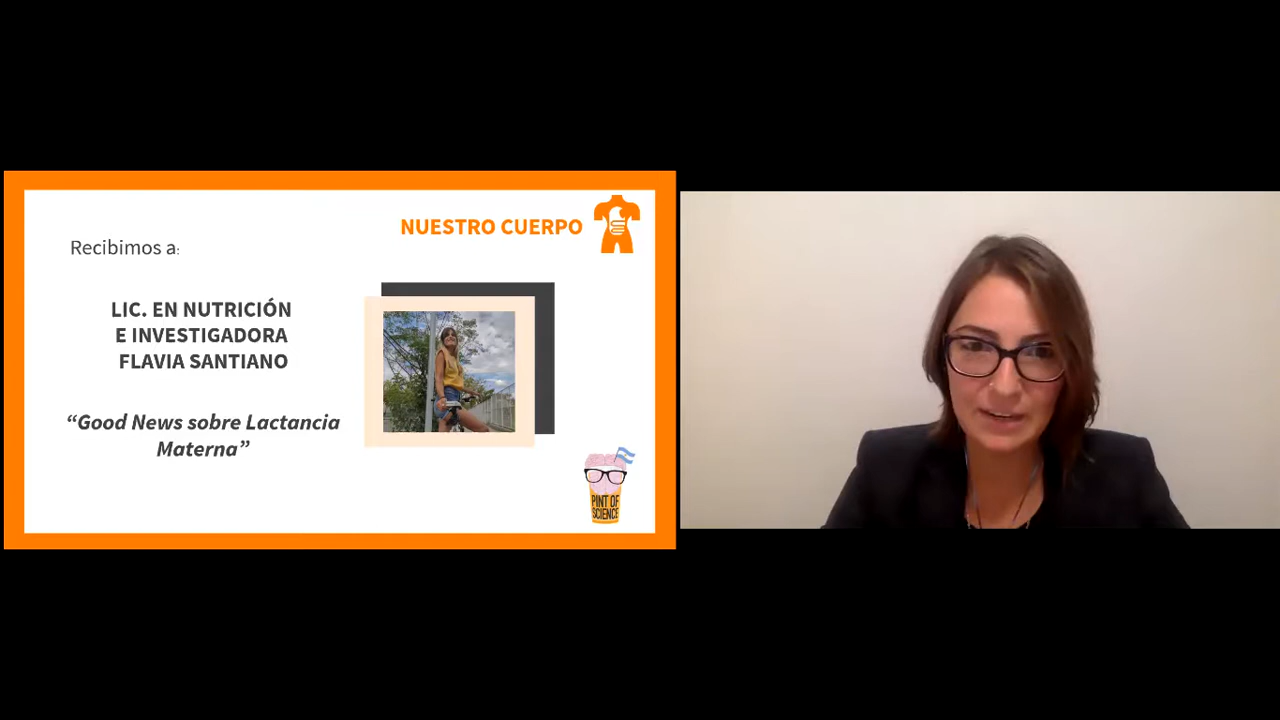 NUESTRO CUERPO
Recibimos a:
LIC. EN NUTRICIÓN
E INVESTIGADORA
FLAVIA SANTIANO
“Good News sobre Lactancia
Materna”
PINT OF
SCIENCE